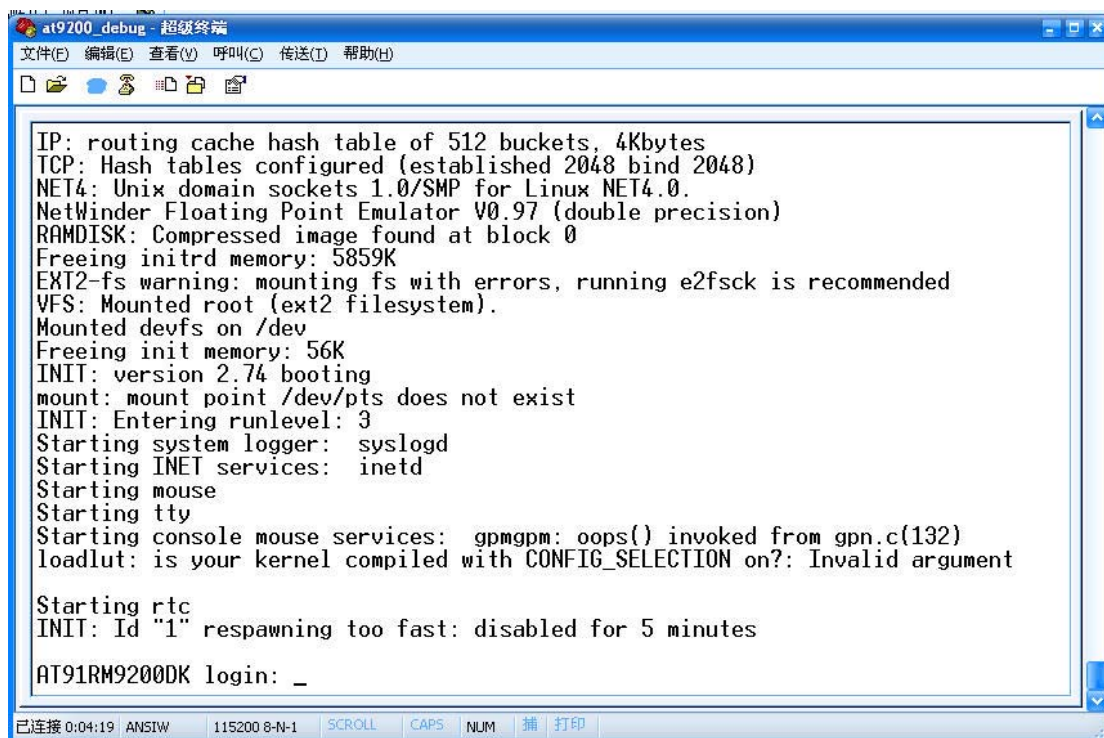 at9200_debug - 超级终端
文件(F) 编辑(E) 查看(V) 呼叫(C) 传送(T) 帮助(H)
IP: routing cache hash table of 512 buckets, 4Kbytes
TCP: Hash tables configured (established 2048 bind 2048)
NET4: Unix domain sockets 1.0/SMP for Linux NET4.0.
NetWinder Floating Point Emulator V0.97 (double precision)
RAMDISK: Compressed image found at block 0
Freeing initrd memory: 5859K
EXT2-fs warning: mounting fs with errors, running e2fsck is recommended
VFS: Mounted root (ext2 filesystem).
Mounted devfs on /dev
Freeing init memory: 56K
INIT: version 2.74 booting
mount: mount point /dev/pts does not exist
INIT: Entering runlevel: 3
Starting system logger:  syslogd
Starting INET services:  inetd
Starting mouse
Starting tty
Starting console mouse services:  gpmgpm: oops() invoked from gpn.c(132)
loadlut: is your kernel compiled with CONFIG_SELECTION on?: Invalid argument
Starting rtc
INIT: Id "1" respawning too fast: disabled for 5 minutes
AT91RM9200DK login: _
已连接 0:04:19 ANSIW 115200 8-N-1 SCROLL CAPS NUM 捕 打印